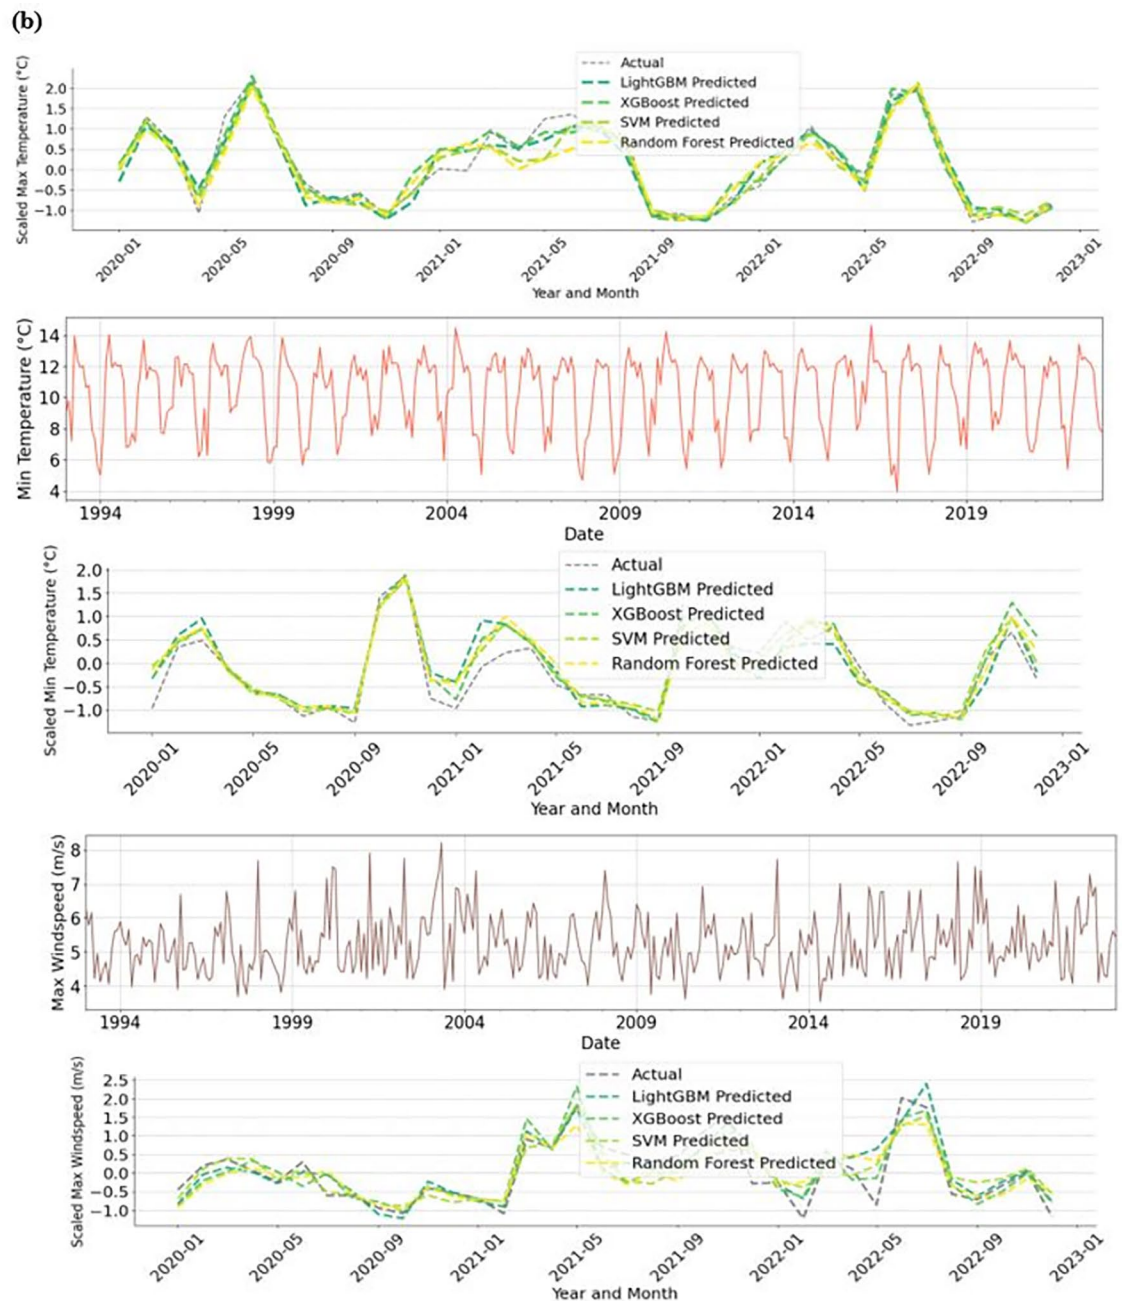 (b)
Scaled Max Temperature (°C)
2.0
1.5
1.0
0.5
0.0
−0.5
−1.0
Actual
LightGBM Predicted
XGBoost Predicted
SVM Predicted
Random Forest Predicted
2020-01 2020-05 2020-09 2021-01 2021-05 2021-09 2022-01 2022-05 2022-09 2023-01
Year and Month
Min Temperature (°C)
14
12
10
8
6
4
1994 1999 2004 2009 2014 2019
Date
Scaled Min Temperature (°C)
2.0
1.5
1.0
0.5
0.0
−0.5
−1.0
Actual
LightGBM Predicted
XGBoost Predicted
SVM Predicted
Random Forest Predicted
2020-01 2020-05 2020-09 2021-01 2021-05 2021-09 2022-01 2022-05 2022-09 2023-01
Year and Month
Max Windspeed (m/s)
8
7
6
5
4
1994 1999 2004 2009 2014 2019
Date
Scaled Max Windspeed (m/s)
2.5
2.0
1.5
1.0
0.5
0.0
−0.5
−1.0
Actual
LightGBM Predicted
XGBoost Predicted
SVM Predicted
Random Forest Predicted
2020-01 2020-05 2020-09 2021-01 2021-05 2021-09 2022-01 2022-05 2022-09 2023-01
Year and Month